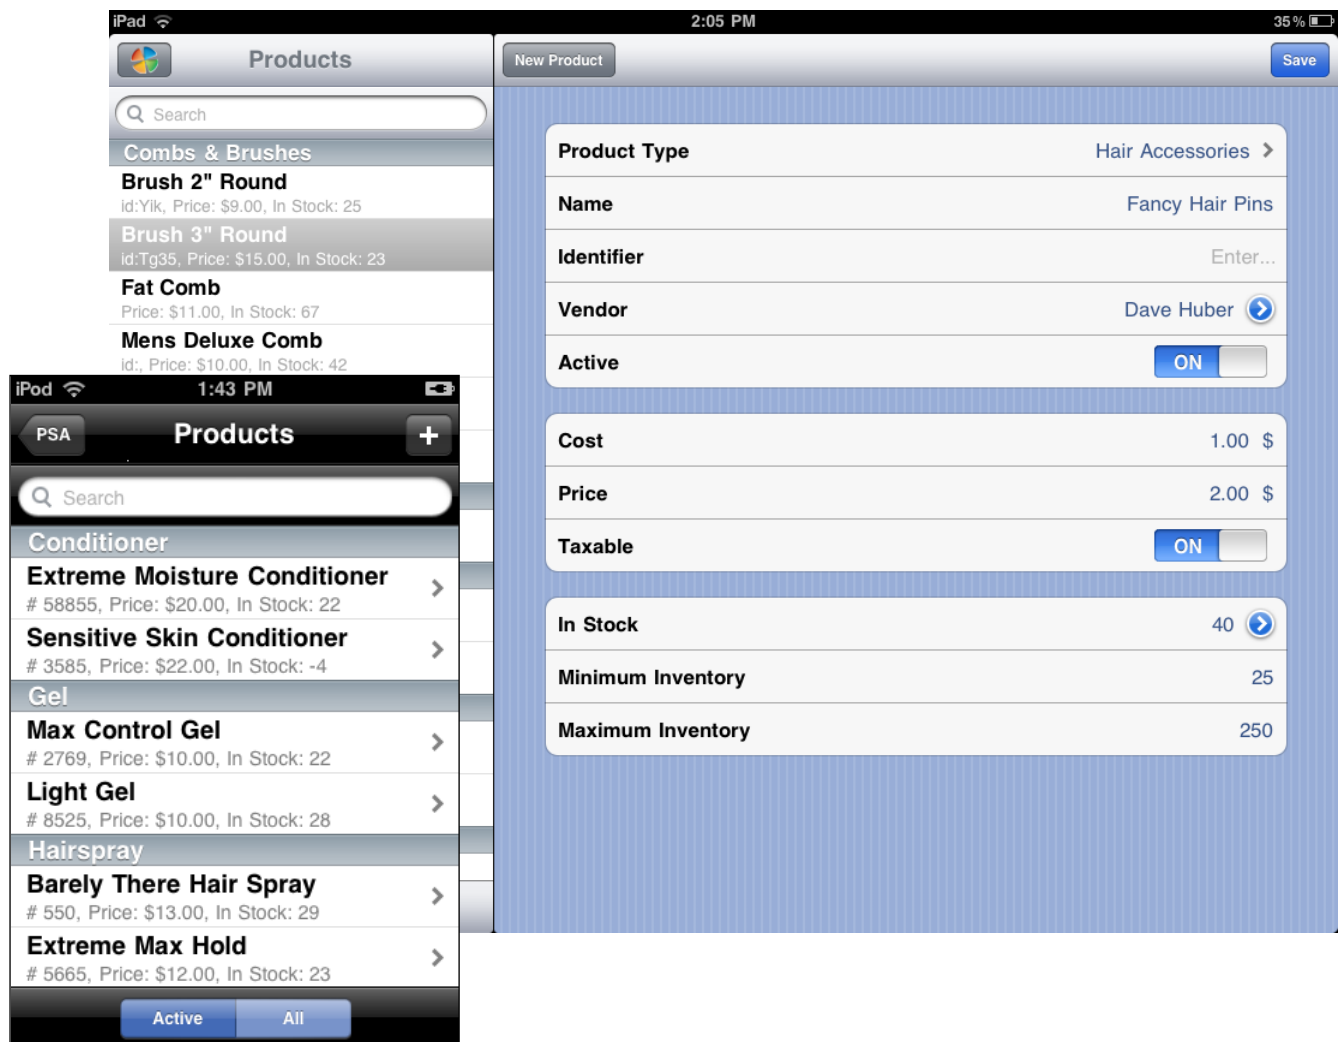 iPad 2:05 PM 35%
Products
New Product Save
Search
Combs & Brushes
Brush 2" Round
id:Yik, Price: $9.00, In Stock: 25
Brush 3" Round
id:Tg35, Price: $15.00, In Stock: 23
Fat Comb
Price: $11.00, In Stock: 67
Mens Deluxe Comb
id:, Price: $10.00, In Stock: 42
Product Type Hair Accessories
Name Fancy Hair Pins
Identifier Enter...
Vendor Dave Huber
Active ON
Cost 1.00 $
Price 2.00 $
Taxable ON
In Stock 40
Minimum Inventory 25
Maximum Inventory 250
iPod 1:43 PM
PSA Products +
Search
Conditioner
Extreme Moisture Conditioner
# 58855, Price: $20.00, In Stock: 22
Sensitive Skin Conditioner
# 3585, Price: $22.00, In Stock: -4
Gel
Max Control Gel
# 2769, Price: $10.00, In Stock: 22
Light Gel
# 8525, Price: $10.00, In Stock: 28
Hairspray
Barely There Hair Spray
# 550, Price: $13.00, In Stock: 29
Extreme Max Hold
# 5665, Price: $12.00, In Stock: 23
Active All